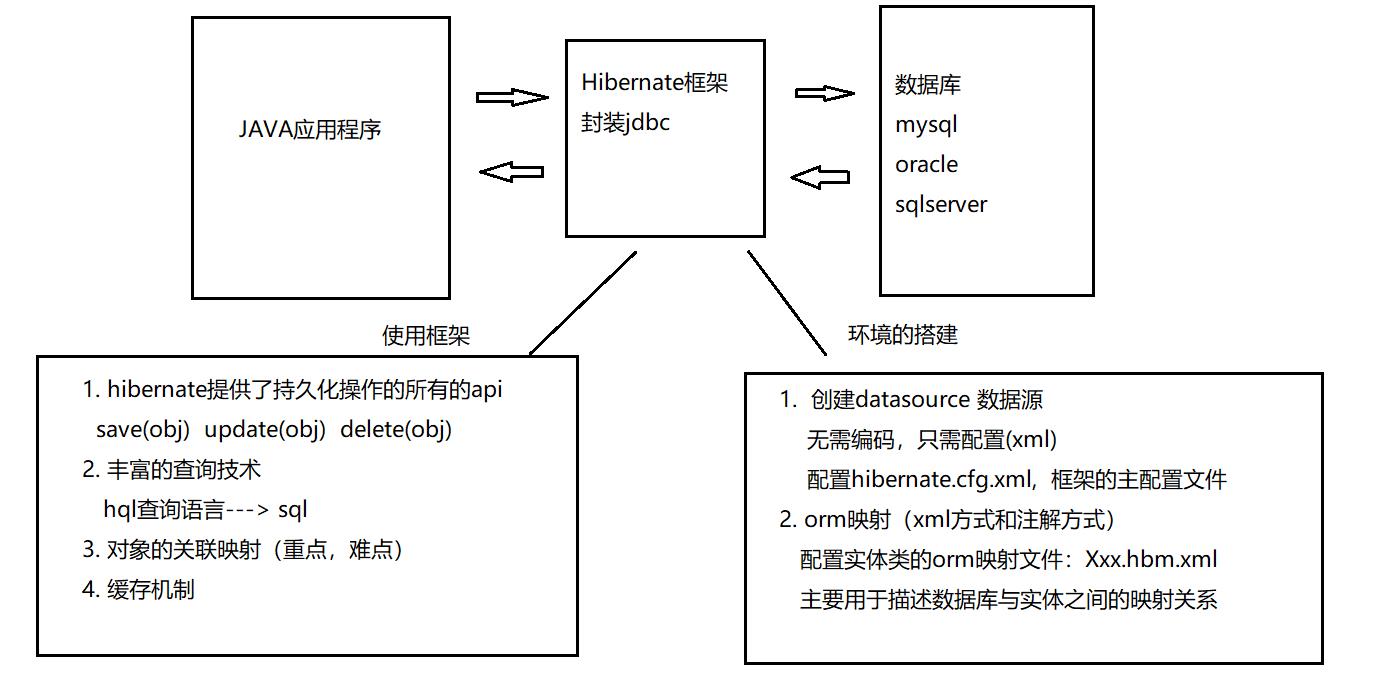 JAVA应用程序
Hibernate框架
封装jdbc
数据库
mysql
oracle
sqlserver
使用框架
1. hibernate提供了持久化操作的所有的api
save(obj) update(obj) delete(obj)
2. 丰富的查询技术
hql查询语言---> sql
3. 对象的关联映射（重点，难点）
4. 缓存机制
环境的搭建
1. 创建datasource 数据源
无需编码，只需配置(xml)
配置hibernate.cfg.xml，框架的主配置文件
2. orm映射（xml方式和注解方式）
配置实体类的orm映射文件：Xxx.hbm.xml
主要用于描述数据库与实体之间的映射关系